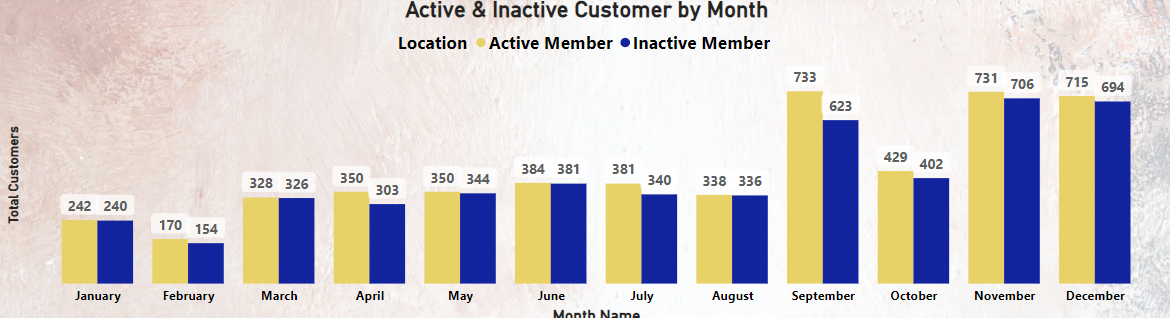 Active & Inactive Customer by Month
Location Active Member Inactive Member
Total Customers
242 240 170 154 328 326 350 303 350 344 384 381 381 340 338 336 733 623 429 402 731 706 715 694
January February March April May June July August September October November December
Month Name